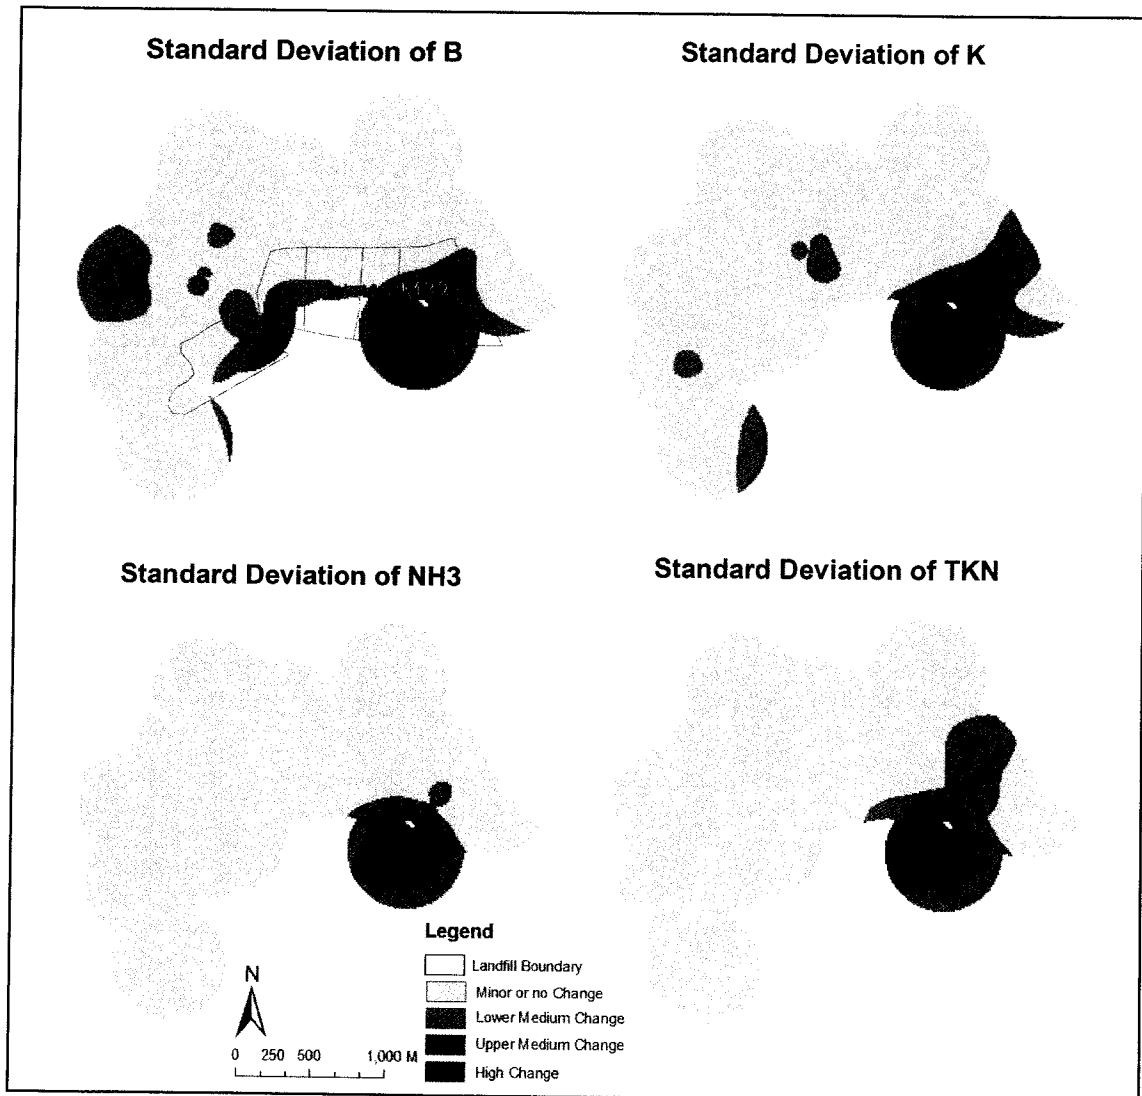 Standard Deviation of B
Standard Deviation of K
Standard Deviation of NH3
Standard Deviation of TKN
Legend
Landfill Boundary
Minor or no Change
Lower Medium Change
Upper Medium Change
High Change
N
0 250 500 1,000 M